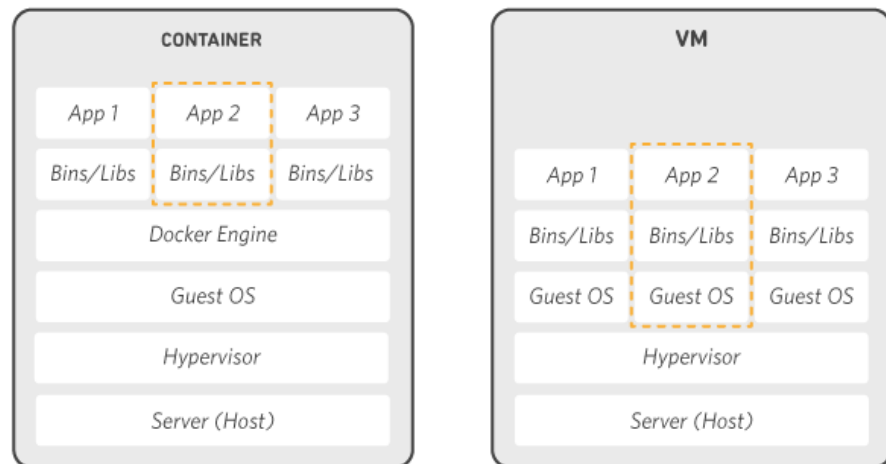 CONTAINER
App 1 App 2 App 3
Bins/Libs Bins/Libs Bins/Libs
Docker Engine
Guest OS
Hypervisor
Server (Host)
VM
App 1 App 2 App 3
Bins/Libs Bins/Libs Bins/Libs
Guest OS Guest OS Guest OS
Hypervisor
Server (Host)